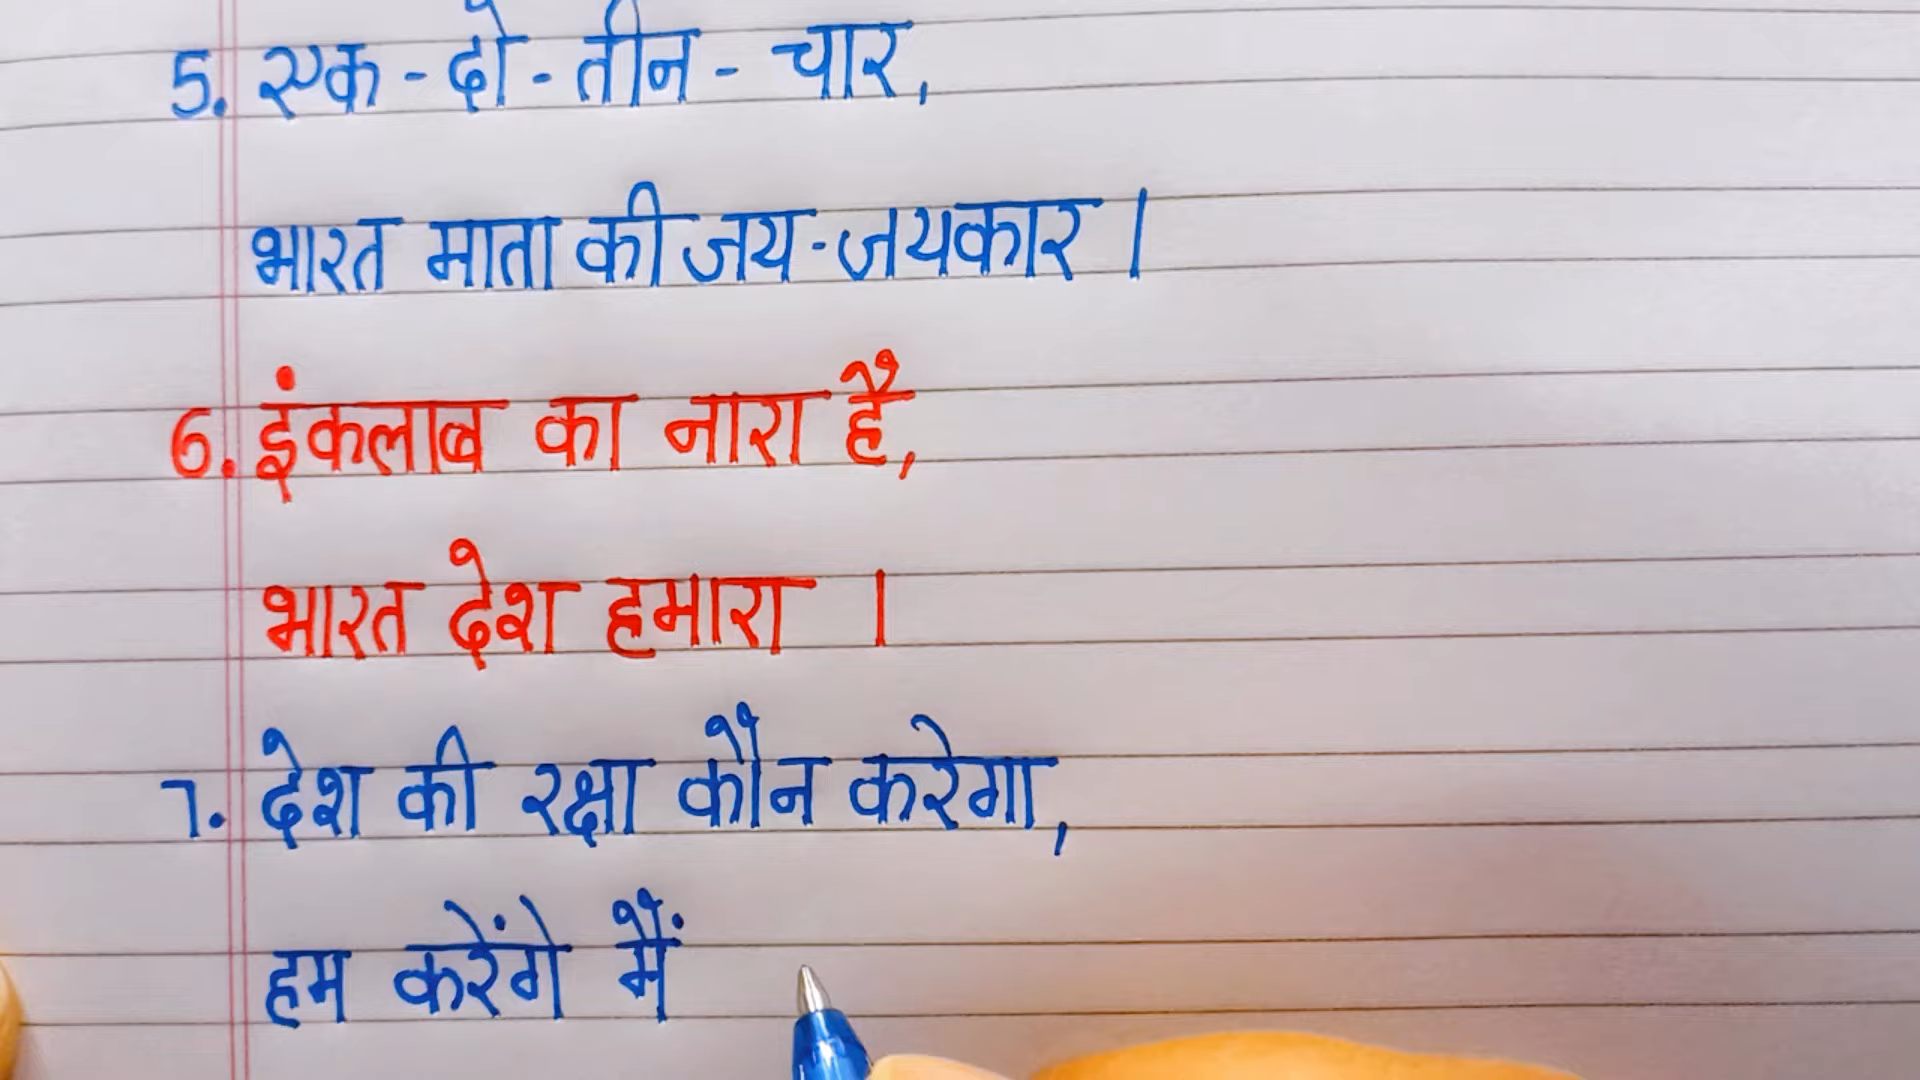 5. एक - दो - तीन - चार,
भारत माता की जय-जयकार ।
6. इंकलाब का नारा है,
भारत देश हमारा ।
7. देश की रक्षा कौन करेगा,
हम करेंगे मैं